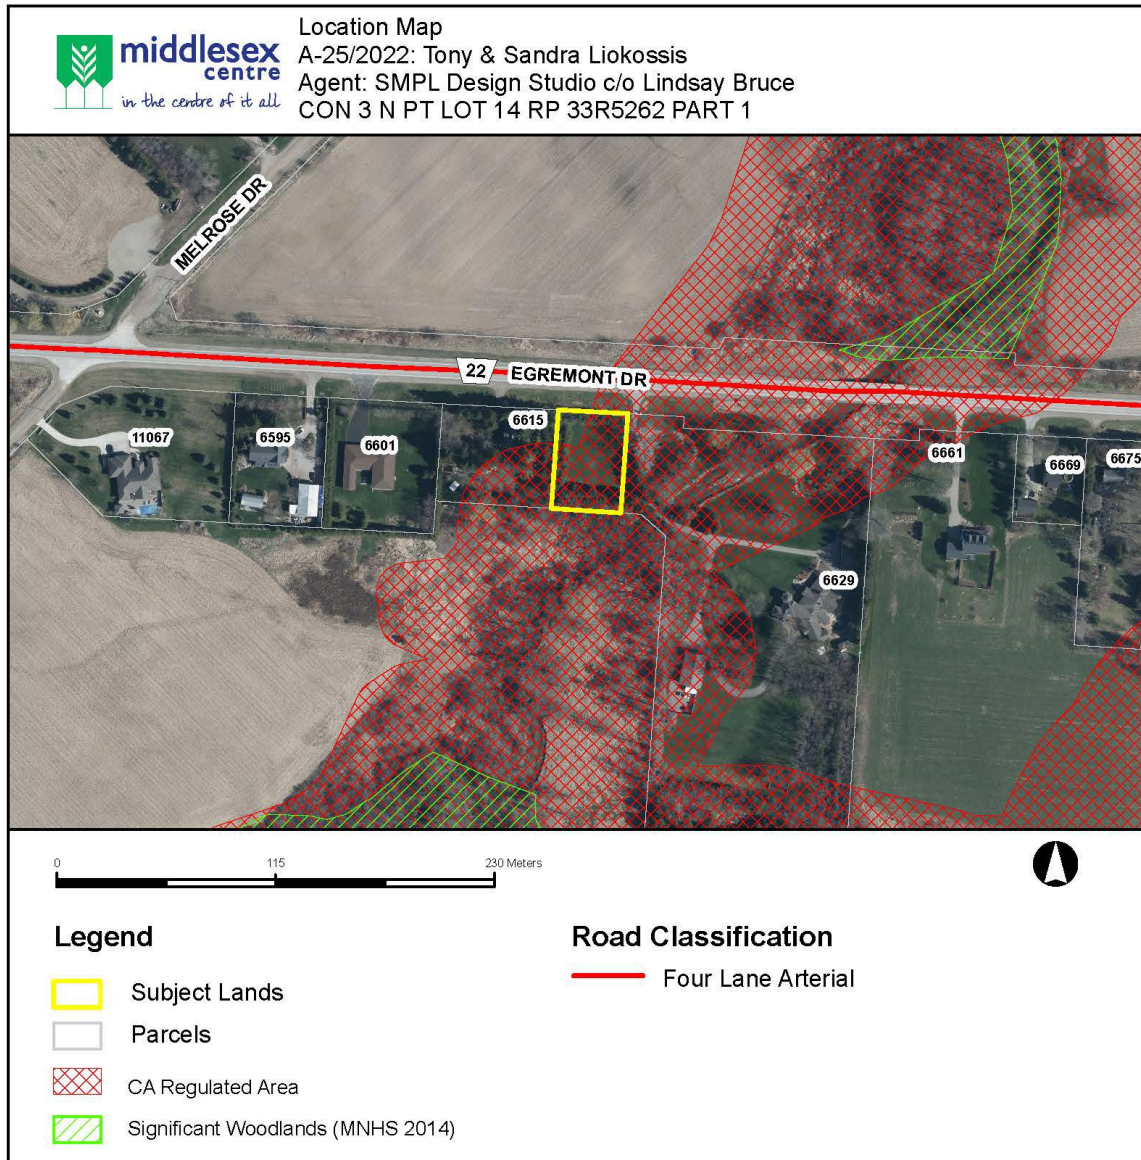 middlesex
centre
in the centre of it all
Location Map
A-25/2022: Tony & Sandra Liokossis
Agent: SMPL Design Studio c/o Lindsay Bruce
CON 3 N PT LOT 14 RP 33R5262 PART 1
MELROSE DR
22 EGREMONT DR
11067
6595
6601
6615
6661
6669
6675
6629
0 115 230 Meters
Legend
Subject Lands
Parcels
CA Regulated Area
Significant Woodlands (MNHS 2014)
Road Classification
Four Lane Arterial